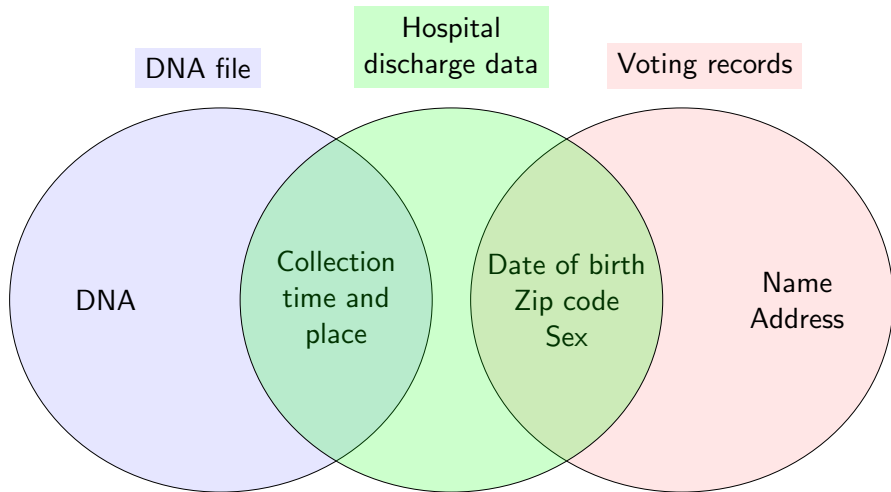 Hospital
discharge data
DNA file
Voting records
DNA
Collection
time and
place
Date of birth
Zip code
Sex
Name
Address